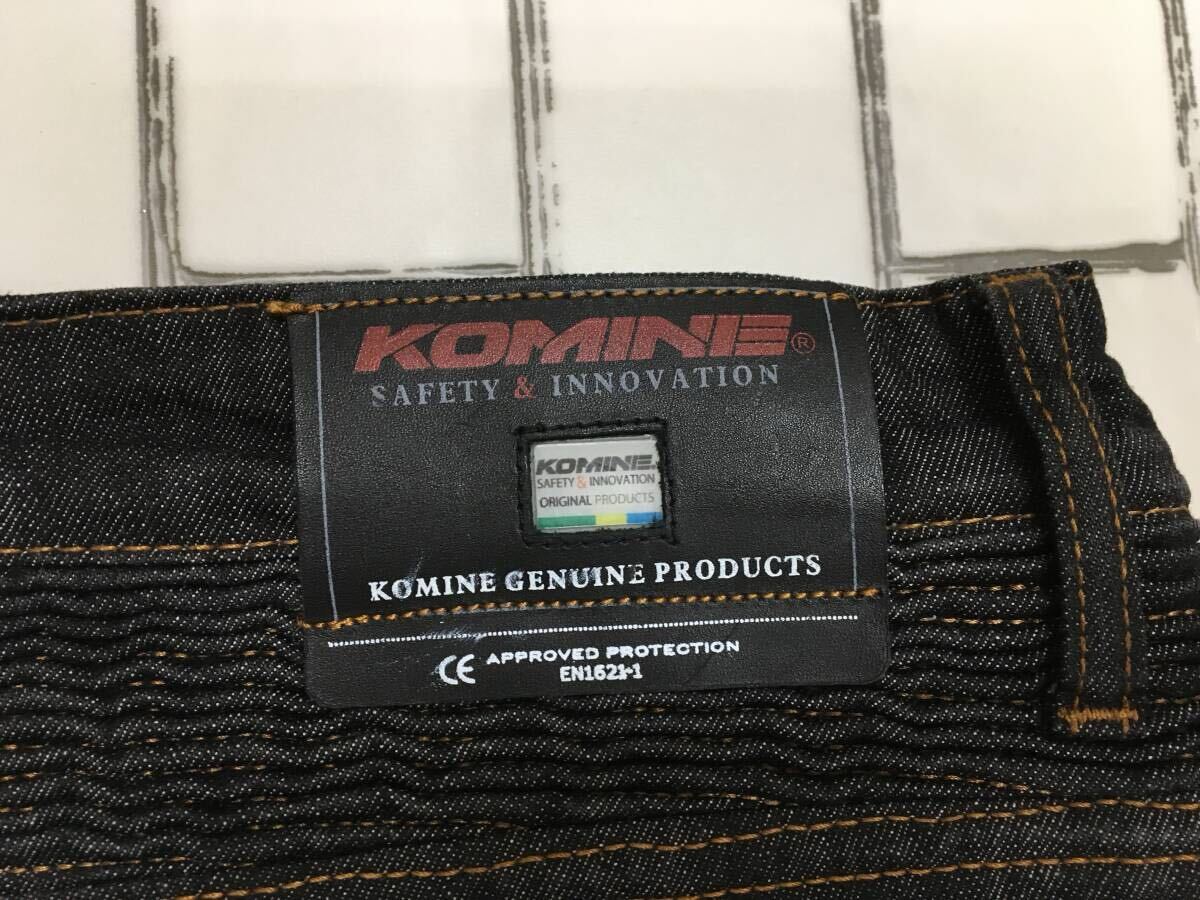 KOMINE®
SAFETY & INNOVATION
KOMINE
SAFETY & INNOVATION
ORIGINAL PRODUCTS
KOMINE GENUINE PRODUCTS
CE APPROVED PROTECTION
EN1621-1